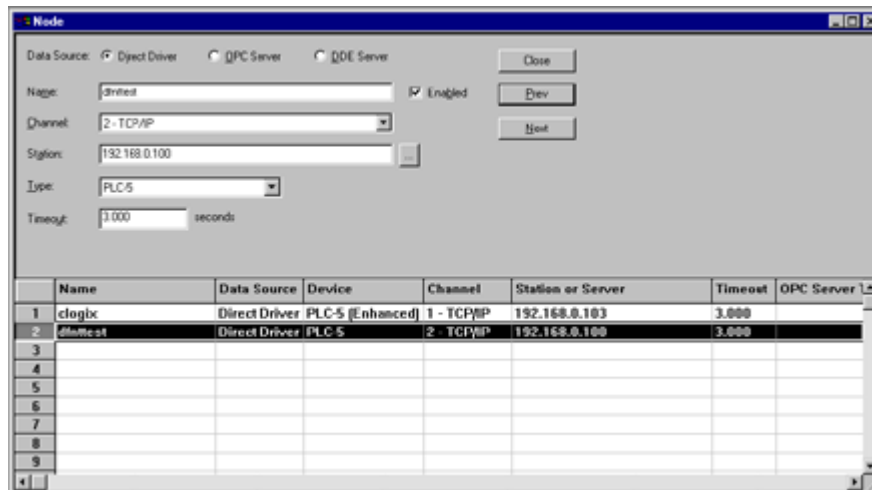 Node
Data Source: Direct Driver OPC Server DDE Server Close
Name: Enabled Prev
Channel: 2 - TCP/IP Next
Station: 192.168.0.100 ...
Type: PLC-5
Timeout: 3.000 seconds
Name Data Source Device Channel Station or Server Timeout OPC Server
1 clogix Direct Driver PLC-5 (Enhanced) 1 - TCP/IP 192.168.0.103 3.000
2 Direct Driver PLC-5 2 - TCP/IP 192.168.0.100 3.000
3
4
5
6
7
8
9